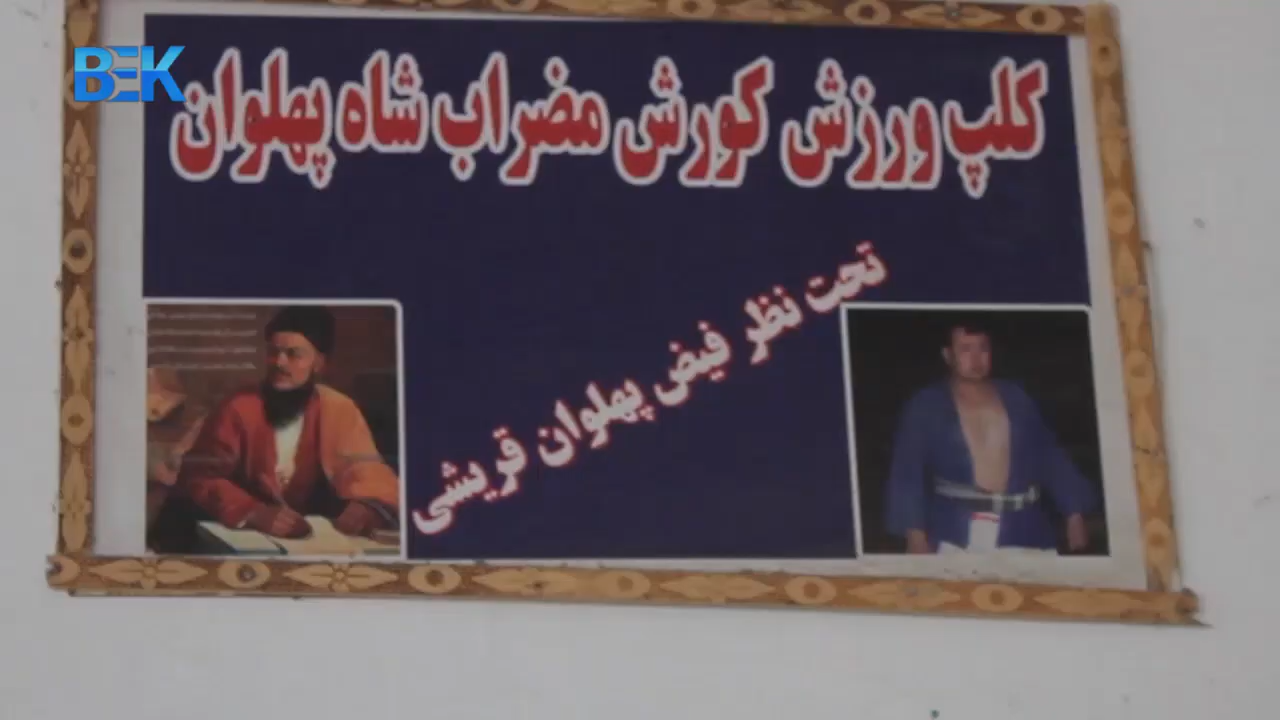 BEK
کلپ ورزش کورش مضراب شاه پهلوان
تحت نظر فیض پهلوان قریشی